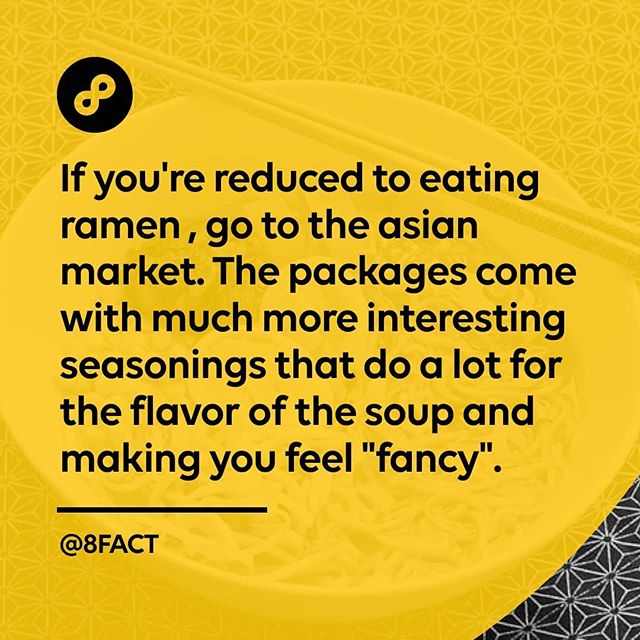 If you're reduced to eating
ramen , go to the asian
market. The packages come
with much more interesting
seasonings that do a lot for
the flavor of the soup and
making you feel "fancy".
@8FACT